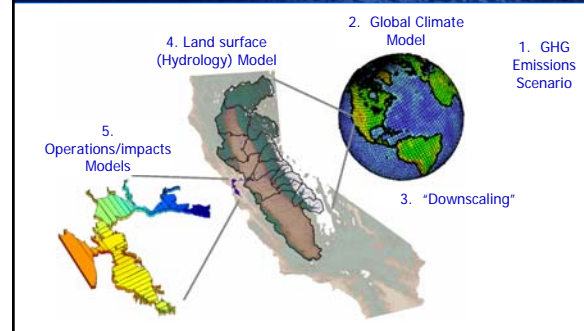 1. GHG
Emissions
Scenario
2. Global Climate
Model
3. "Downscaling"
4. Land surface
(Hydrology) Model
5.
Operations/impacts
Models